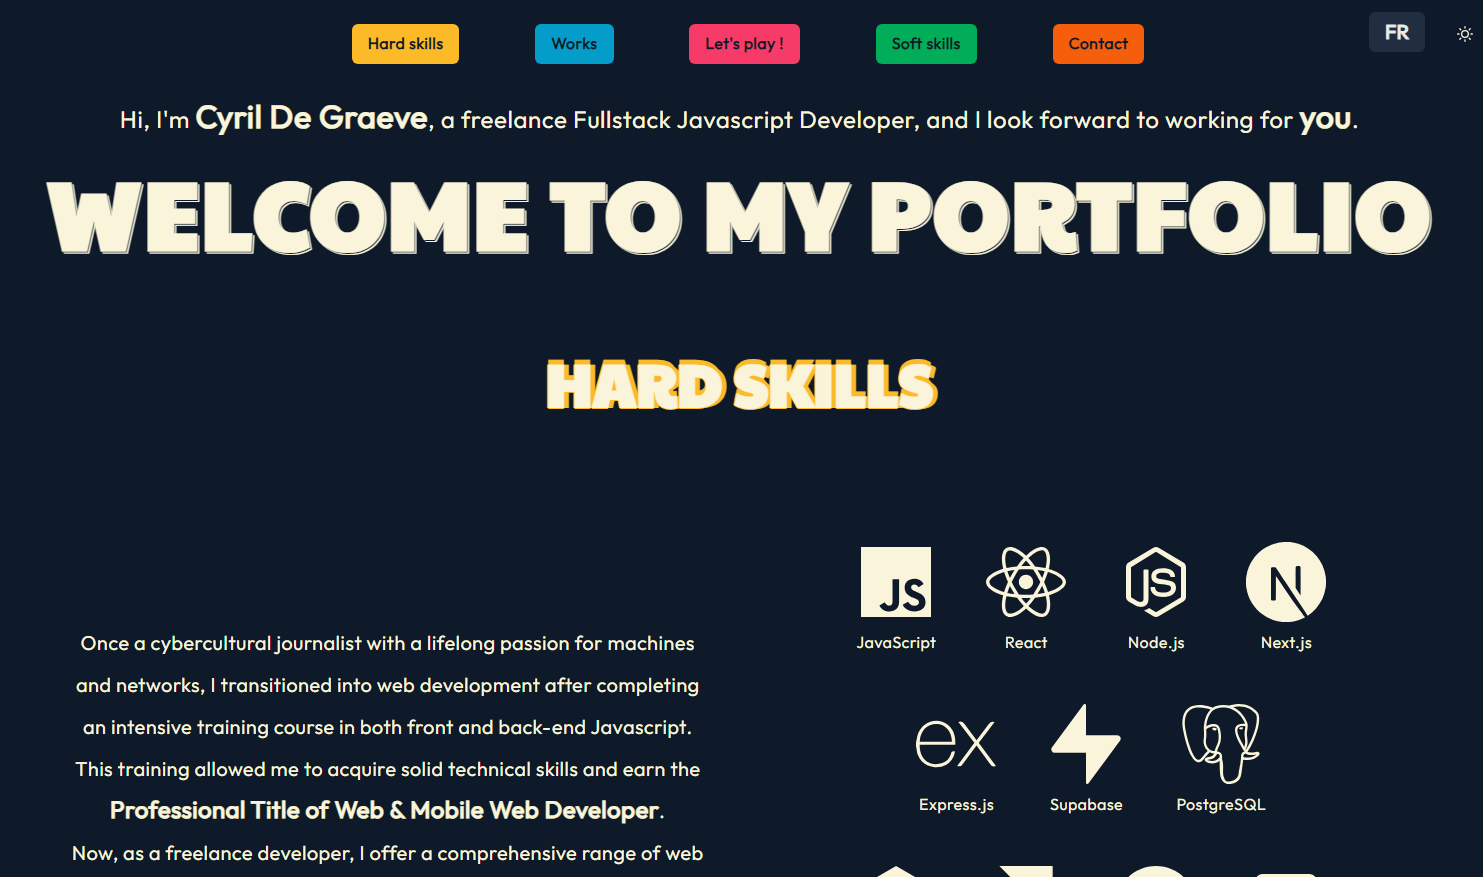 Hard skills
Works
Let's play !
Soft skills
Contact
FR
Hi, I'm Cyril De Graeve, a freelance Fullstack Javascript Developer, and I look forward to working for you.
WELCOME TO MY PORTFOLIO
HARD SKILLS
JS
JS
N
JavaScript
React
Node.js
Next.js
Once a cybercultural journalist with a lifelong passion for machines
and networks, I transitioned into web development after completing
an intensive training course in both front and back-end Javascript.
This training allowed me to acquire solid technical skills and earn the
Professional Title of Web & Mobile Web Developer.
Now, as a freelance developer, I offer a comprehensive range of web
ex
Express.js
Supabase
PostgreSQL